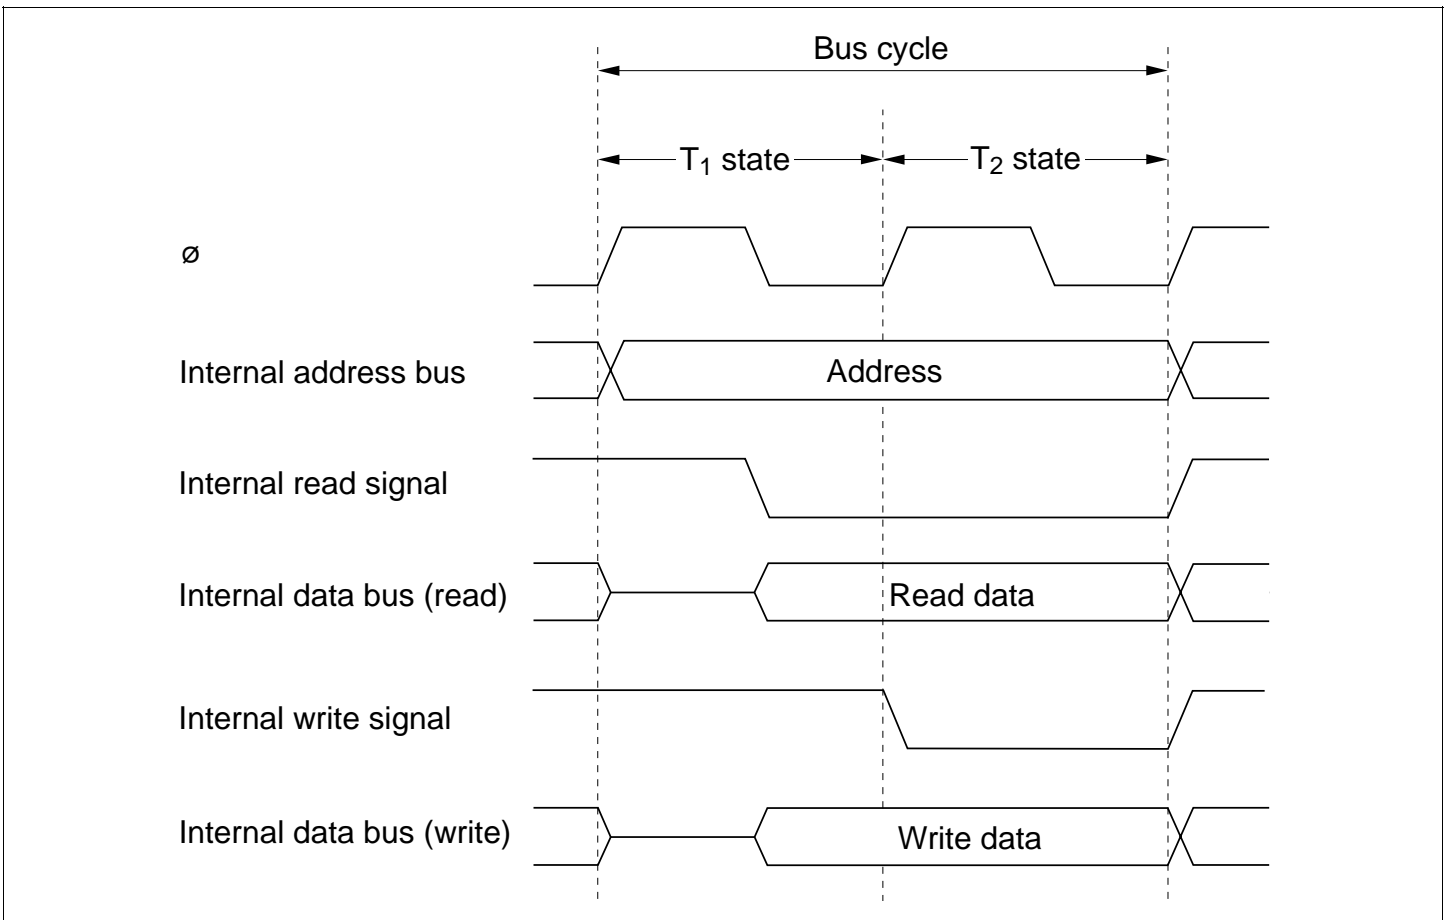 Bus cycle
T₁ state
T₂ state
ø
Internal address bus
Address
Internal read signal
Internal data bus (read)
Read data
Internal write signal
Internal data bus (write)
Write data